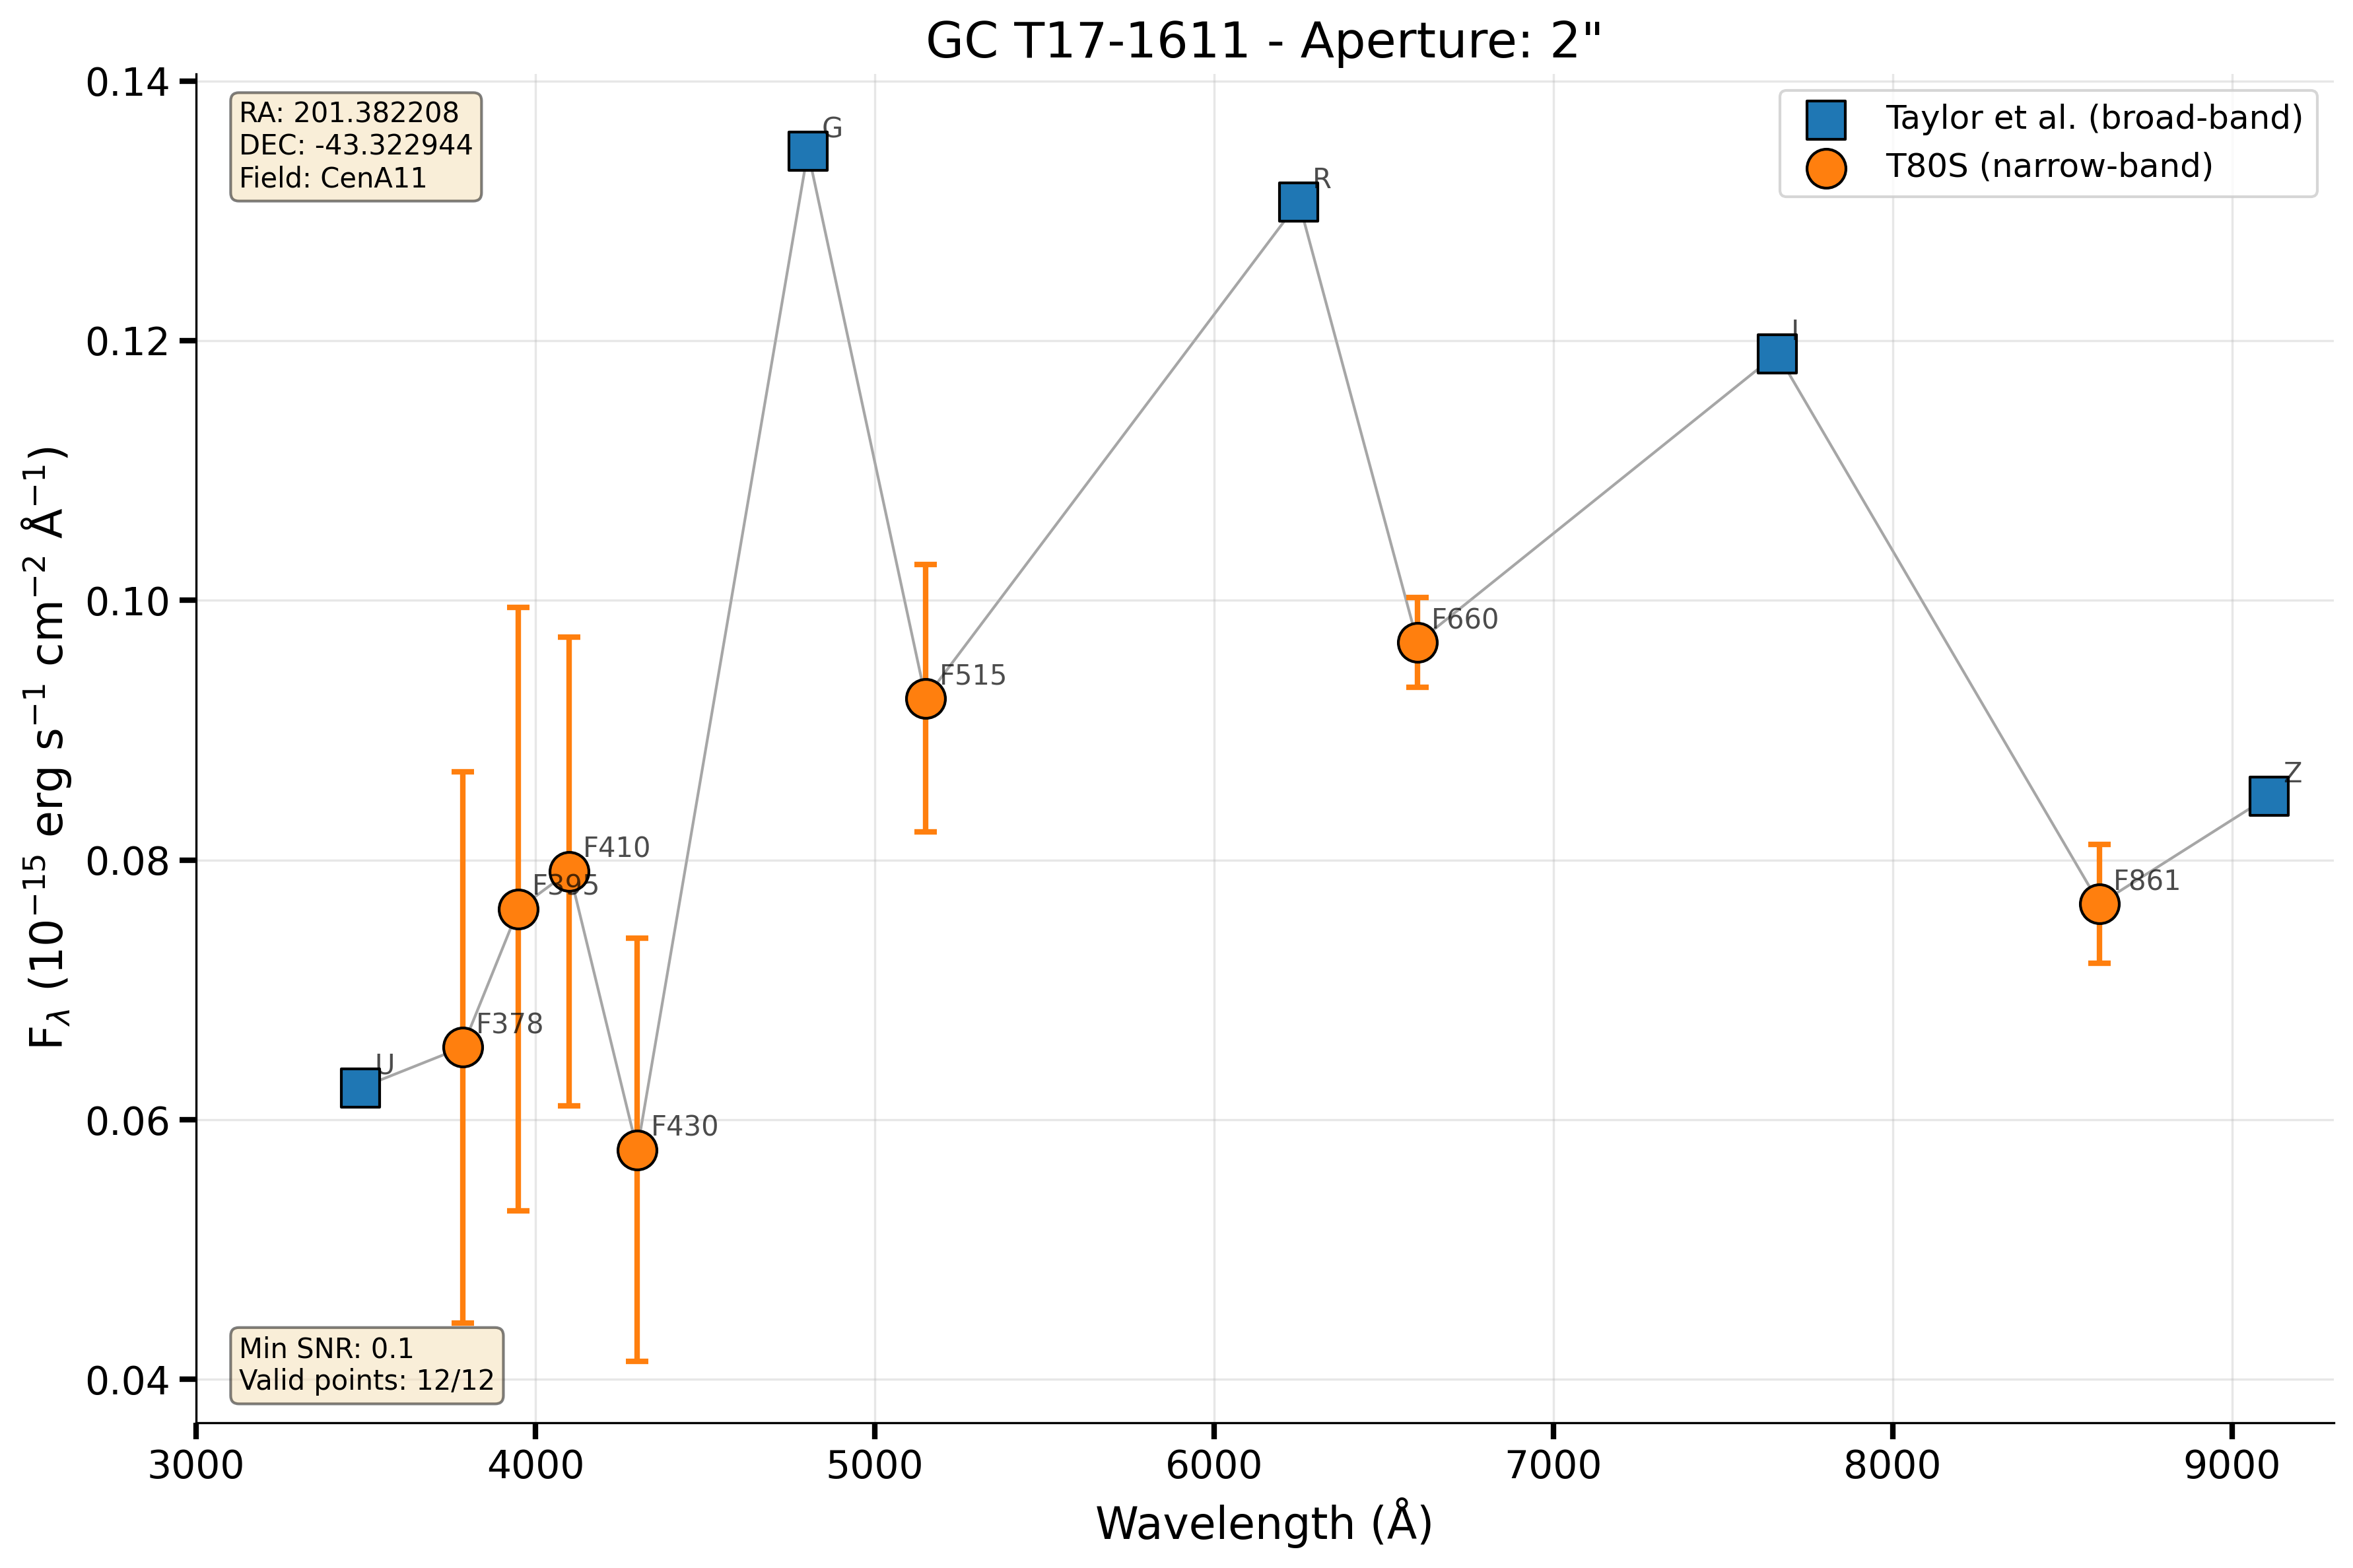 GC T17-1611 - Aperture: 2"
RA: 201.382208
DEC: -43.322944
Field: CenA11
Taylor et al. (broad-band)
T80S (narrow-band)
G
R
I
F660
F515
F410
F395
F378
F430
F861
U
Z
Min SNR: 0.1
Valid points: 12/12
0.14
0.12
0.10
0.08
0.06
0.04
3000 4000 5000 6000 7000 8000 9000
Wavelength (Å)
F_λ (10⁻¹⁵ erg s⁻¹ cm⁻² Å⁻¹)